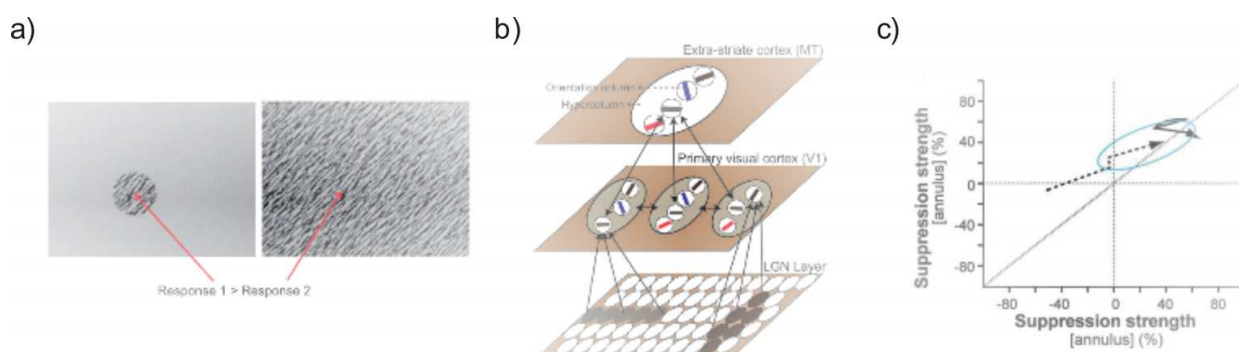 a)
Response 1 > Response 2
b)
Extra-striate cortex (MT)
Orientation column
Hypercolumn
Primary visual cortex (V1)
LGN Layer
c)
Suppression strength
[annulus] (%)
80
40
0
-40
-80
-80
-40
0
40
80
Suppression strength
[annulus] (%)